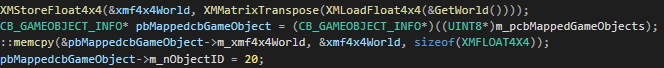 XMStoreFloat4x4(&xmf4x4World, XMMatrixTranspose(XMLoadFloat4x4(&GetWorld())));
CB_GAMEOBJECT_INFO* pbMappedcbGameObject = (CB_GAMEOBJECT_INFO*)((UINT8*)m_pcbMappedGameObjects);
::memcpy(&pbMappedcbGameObject->m_xmf4x4World, &xmf4x4World, sizeof(XMFLOAT4X4));
pbMappedcbGameObject->m_nObjectID = 20;